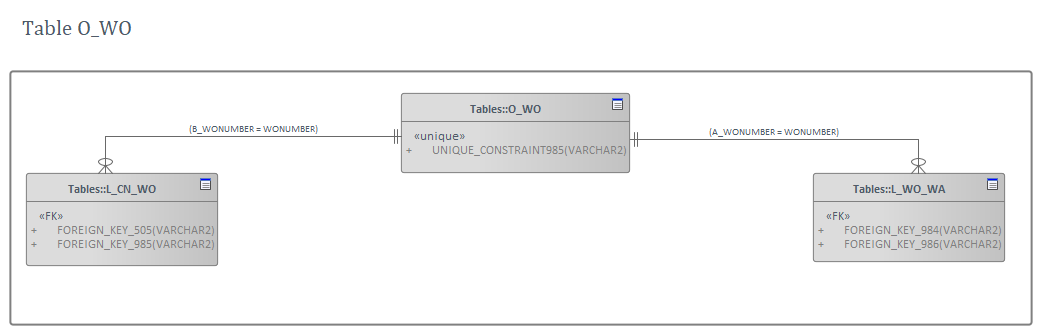 Table O_WO
Tables::O_WO
«unique»
+ UNIQUE_CONSTRAINT985(VARCHAR2)
(B_WONUMBER = WONUMBER)
(A_WONUMBER = WONUMBER)
Tables::L_CN_WO
«FK»
+ FOREIGN_KEY_505(VARCHAR2)
+ FOREIGN_KEY_985(VARCHAR2)
Tables::L_WO_WA
«FK»
+ FOREIGN_KEY_984(VARCHAR2)
+ FOREIGN_KEY_986(VARCHAR2)